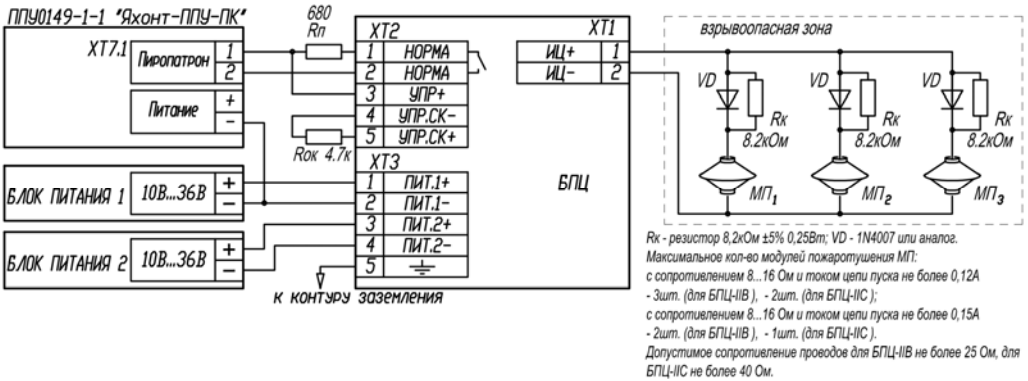 ППУ0149-1-1 "Яхонт-ППУ-ПК"
ХТ7.1
Пиропатрон
1
2
Питание
+
−
БЛОК ПИТАНИЯ 1
10В...36В
+
−
БЛОК ПИТАНИЯ 2
10В...36В
+
−
680
Rп
Rок 4.7к
к контуру заземления
ХТ2
1 НОРМА
2 НОРМА
3 УПР+
4 УПР.СК-
5 УПР.СК+
ХТ3
1 ПИТ.1+
2 ПИТ.1-
3 ПИТ.2+
4 ПИТ.2-
5
БПЦ
ХТ1
ИЦ+ 1
ИЦ- 2
взрывоопасная зона
VD
Rк
8.2кОм
МП1
VD
Rк
8.2кОм
МП2
VD
Rк
8.2кОм
МП3
Rк - резистор 8,2кОм ±5% 0,25Вт; VD - 1N4007 или аналог.
Максимальное кол-во модулей пожаротушения МП:
с сопротивлением 8...16 Ом и током цепи пуска не более 0,12А
- 3шт. (для БПЦ-IIB ), - 2шт. (для БПЦ-IIC );
с сопротивлением 8...16 Ом и током цепи пуска не более 0,15А
- 2шт. (для БПЦ-IIB ), - 1шт. (для БПЦ-IIC ).
Допустимое сопротивление проводов для БПЦ-IIB не более 25 Ом, для
БПЦ-IIC не более 40 Ом.